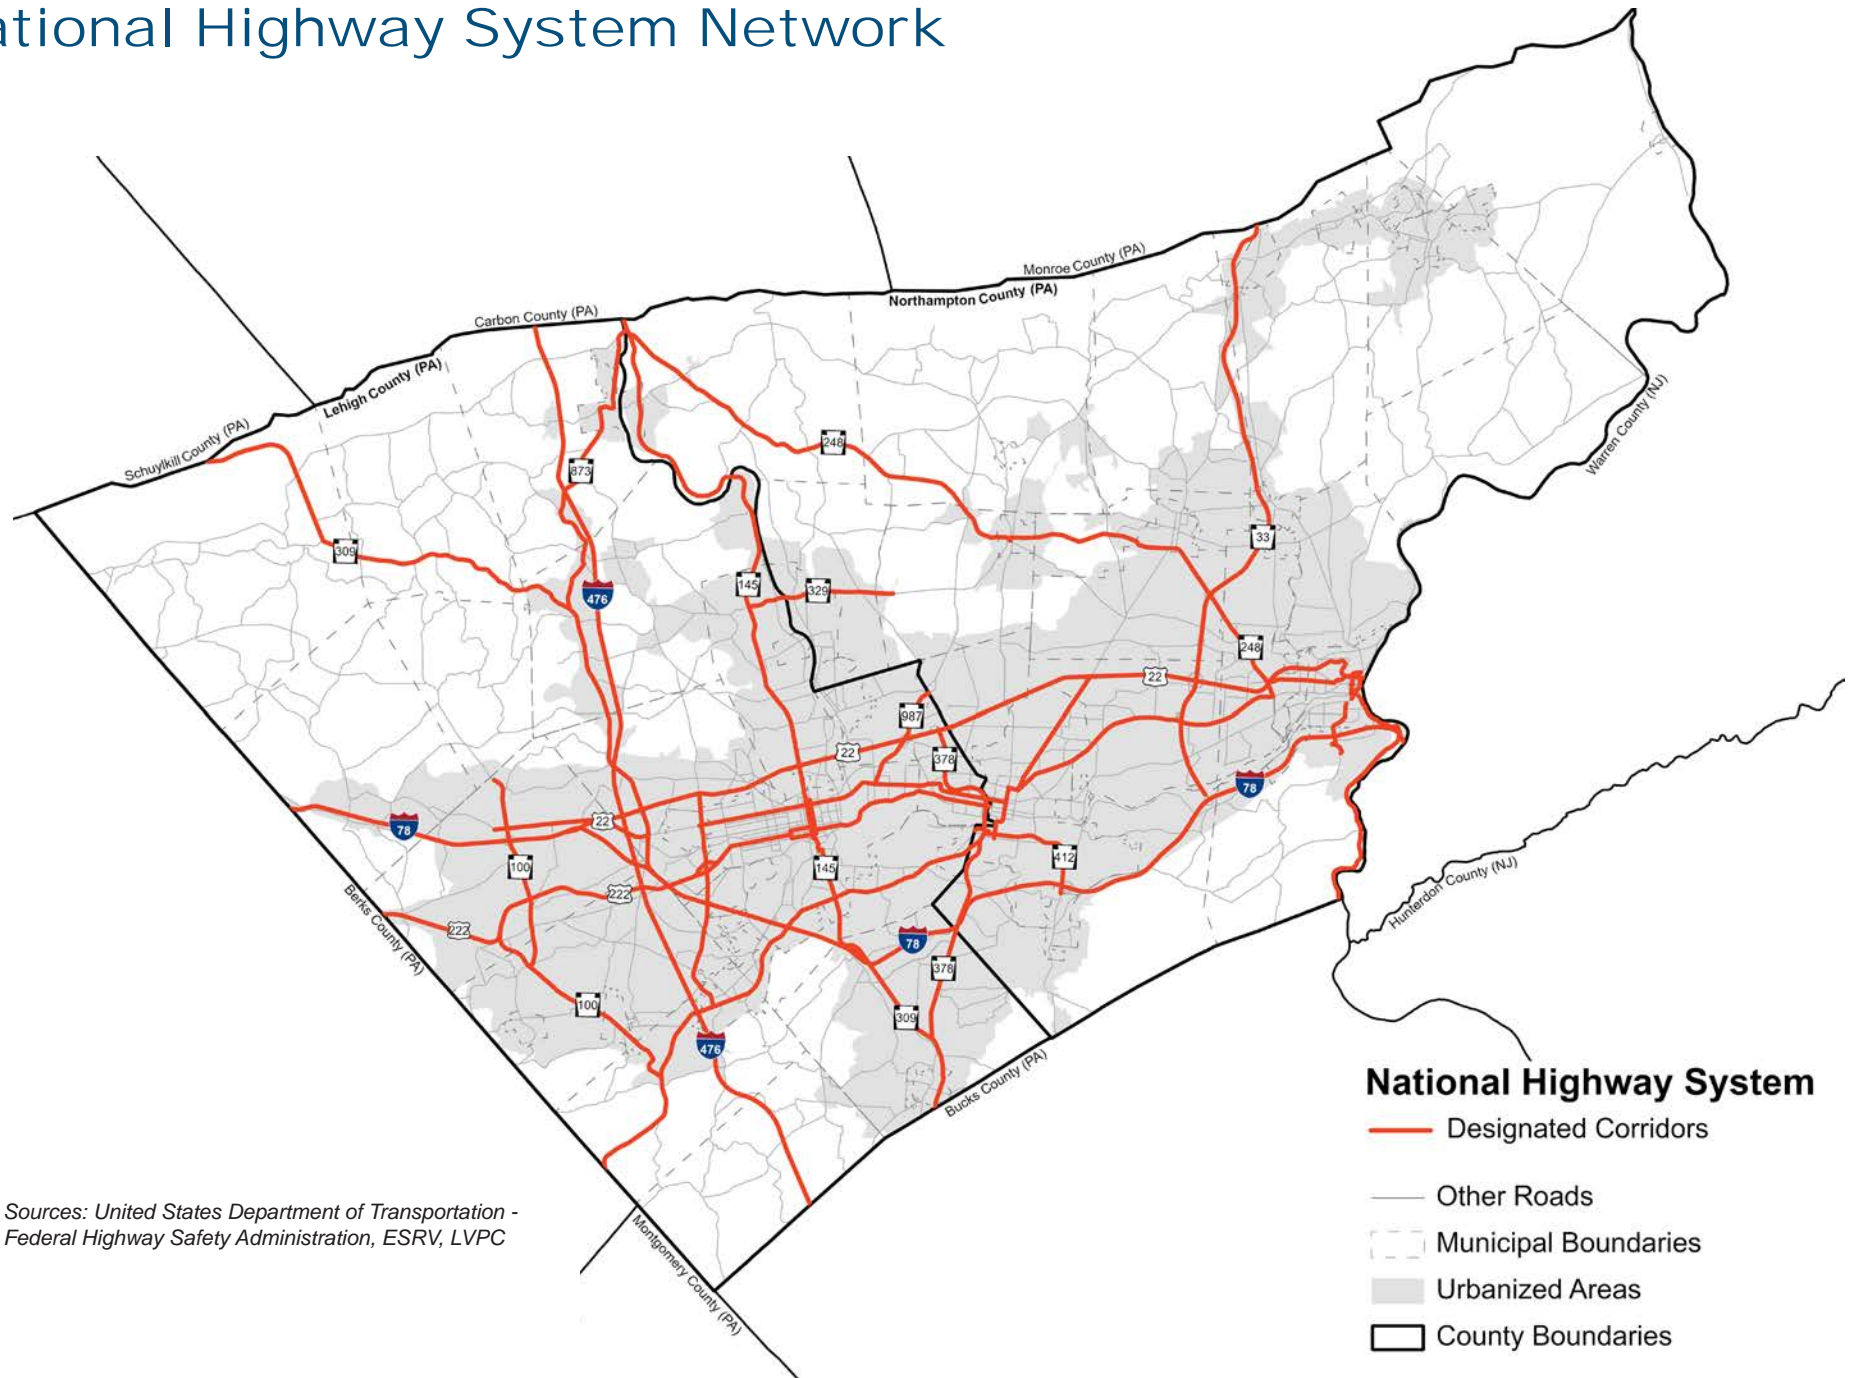 ational Highway System Network
Monroe County (PA)
Northampton County (PA)
Carbon County (PA)
Lehigh County (PA)
Schuylkill County (PA)
Warren County (NJ)
248
873
33
309
476
145
329
248
22
987
22
378
78
78
22
100
145
412
222
222
Berks County (PA)
Hunterdon County (NJ)
78
378
100
309
476
Bucks County (PA)
Montgomery County (PA)
National Highway System
Designated Corridors
Other Roads
Municipal Boundaries
Urbanized Areas
County Boundaries
Sources: United States Department of Transportation -
Federal Highway Safety Administration, ESRV, LVPC